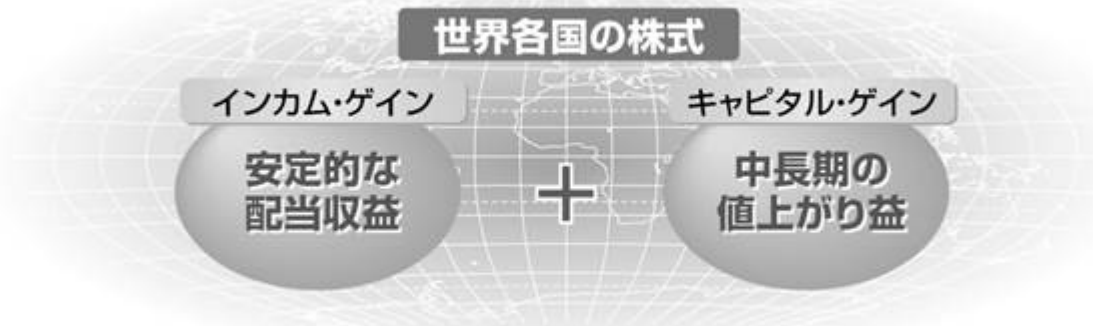 世界各国の株式
インカム・ゲイン
安定的な
配当収益
+
キャピタル・ゲイン
中長期の
値上がり益